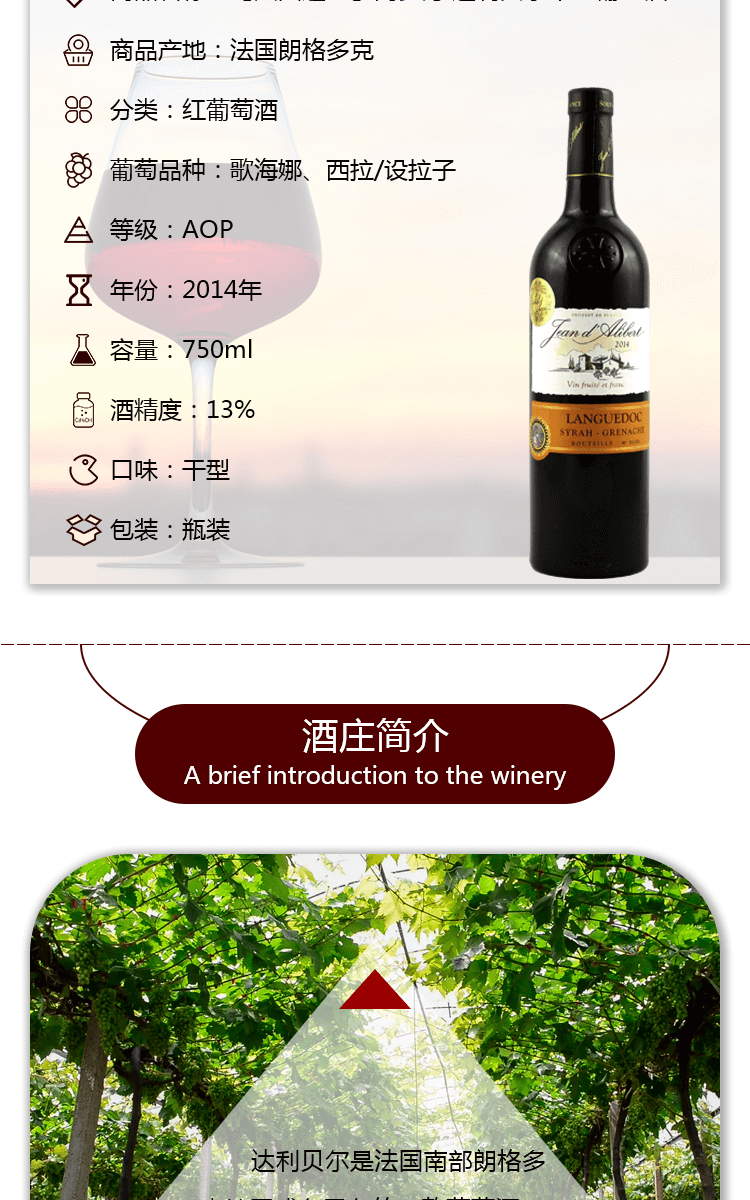 商品产地：法国朗格多克
分类：红葡萄酒
葡萄品种：歌海娜、西拉/设拉子
等级：AOP
年份：2014年
容量：750ml
酒精度：13%
口味：干型
包装：瓶装
Jean d'Alibert
2014
Vin fruité et franc
LANGUEDOC
SYRAH - GRENACHE
BOUTEILLE
酒庄简介
A brief introduction to the winery
达利贝尔是法国南部朗格多